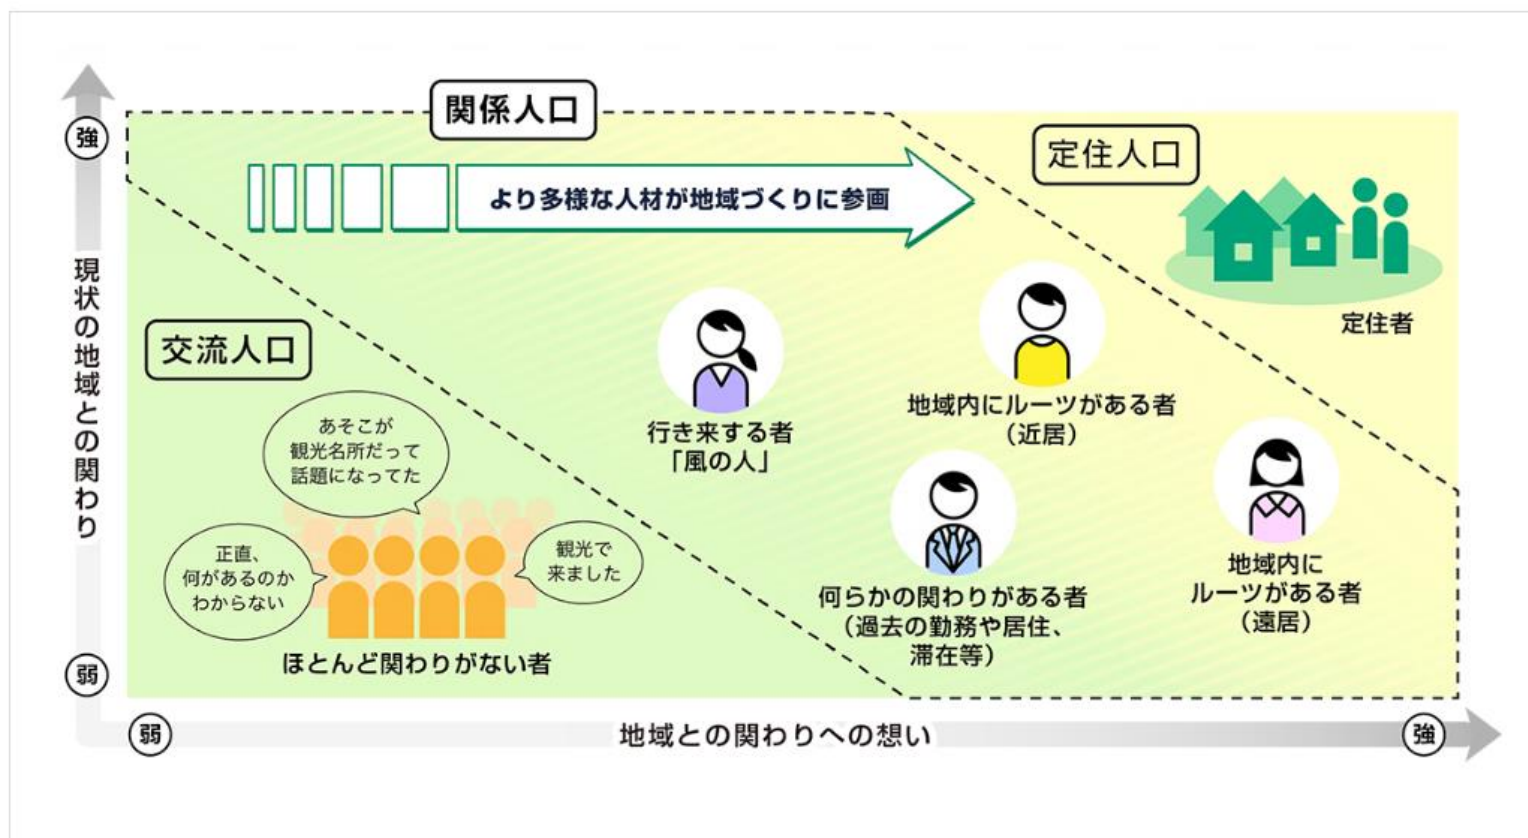 関係人口
強
定住人口
より多様な人材が地域づくりに参画
現状の地域との関わり
定住者
交流人口
あそこが
観光名所だって
話題になってた
地域内にルーツがある者
（近居）
行き来する者
「風の人」
正直、
何があるのか
わからない
観光で
来ました
地域内に
ルーツがある者
（遠居）
何らかの関わりがある者
（過去の勤務や居住、
滞在等）
ほとんど関わりがない者
弱
弱
地域との関わりへの想い
強